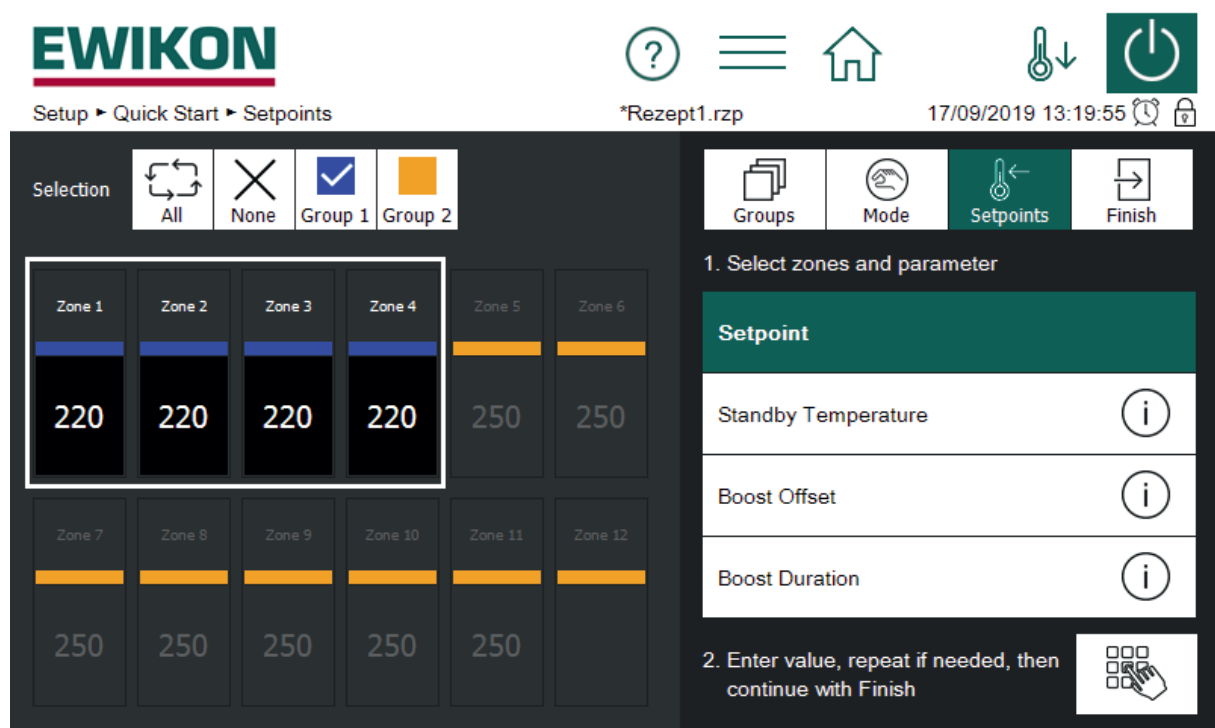 EWIKON
?
Setup ► Quick Start ► Setpoints
*Rezept1.rzp
17/09/2019 13:19:55
Selection
All
None
Group 1
Group 2
Groups
Mode
Setpoints
Finish
1. Select zones and parameter
Zone 1
Zone 2
Zone 3
Zone 4
Zone 5
Zone 6
220
220
220
220
250
250
Zone 7
Zone 8
Zone 9
Zone 10
Zone 11
Zone 12
250
250
250
250
250
Setpoint
Standby Temperature
i
Boost Offset
i
Boost Duration
i
2. Enter value, repeat if needed, then
continue with Finish